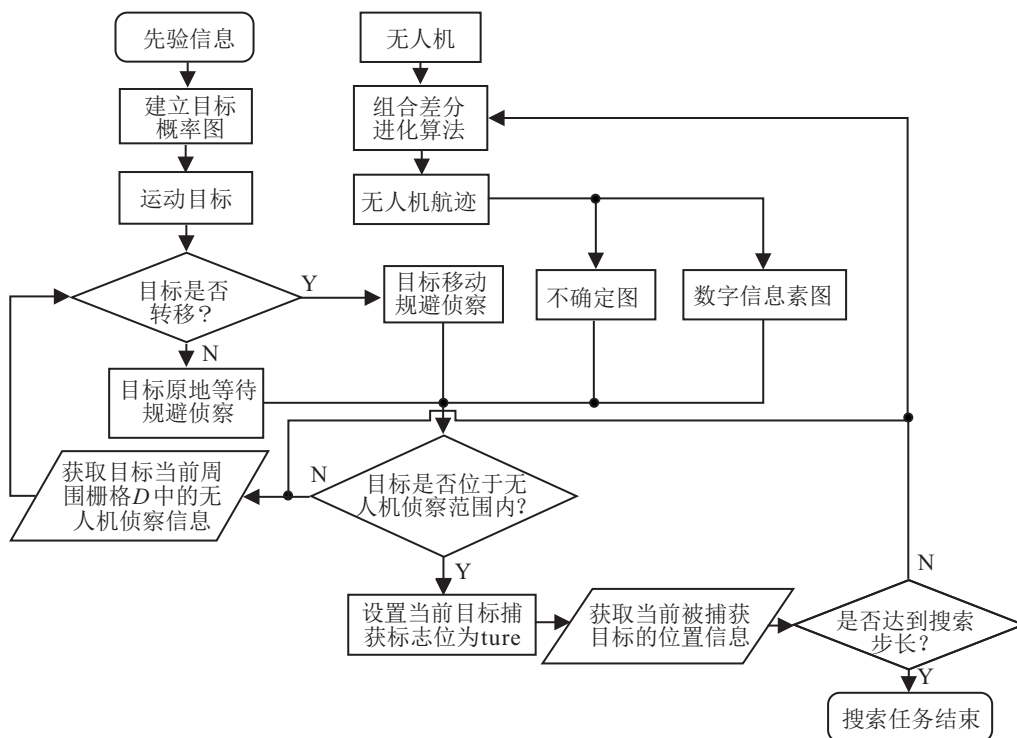 先验信息
建立目标
概率图
运动目标
目标是否
转移?
Y
N
目标移动
规避侦察
目标原地等待
规避侦察
获取目标当前周
围栅格D中的无
人机侦察信息
无人机
组合差分
进化算法
无人机航迹
不确定图
数字信息素图
N
目标是否位于无
人机侦察范围内?
Y
设置当前目标捕
获标志位为ture
获取当前被捕获
目标的位置信息
N
是否达到搜索
步长?
Y
搜索任务结束